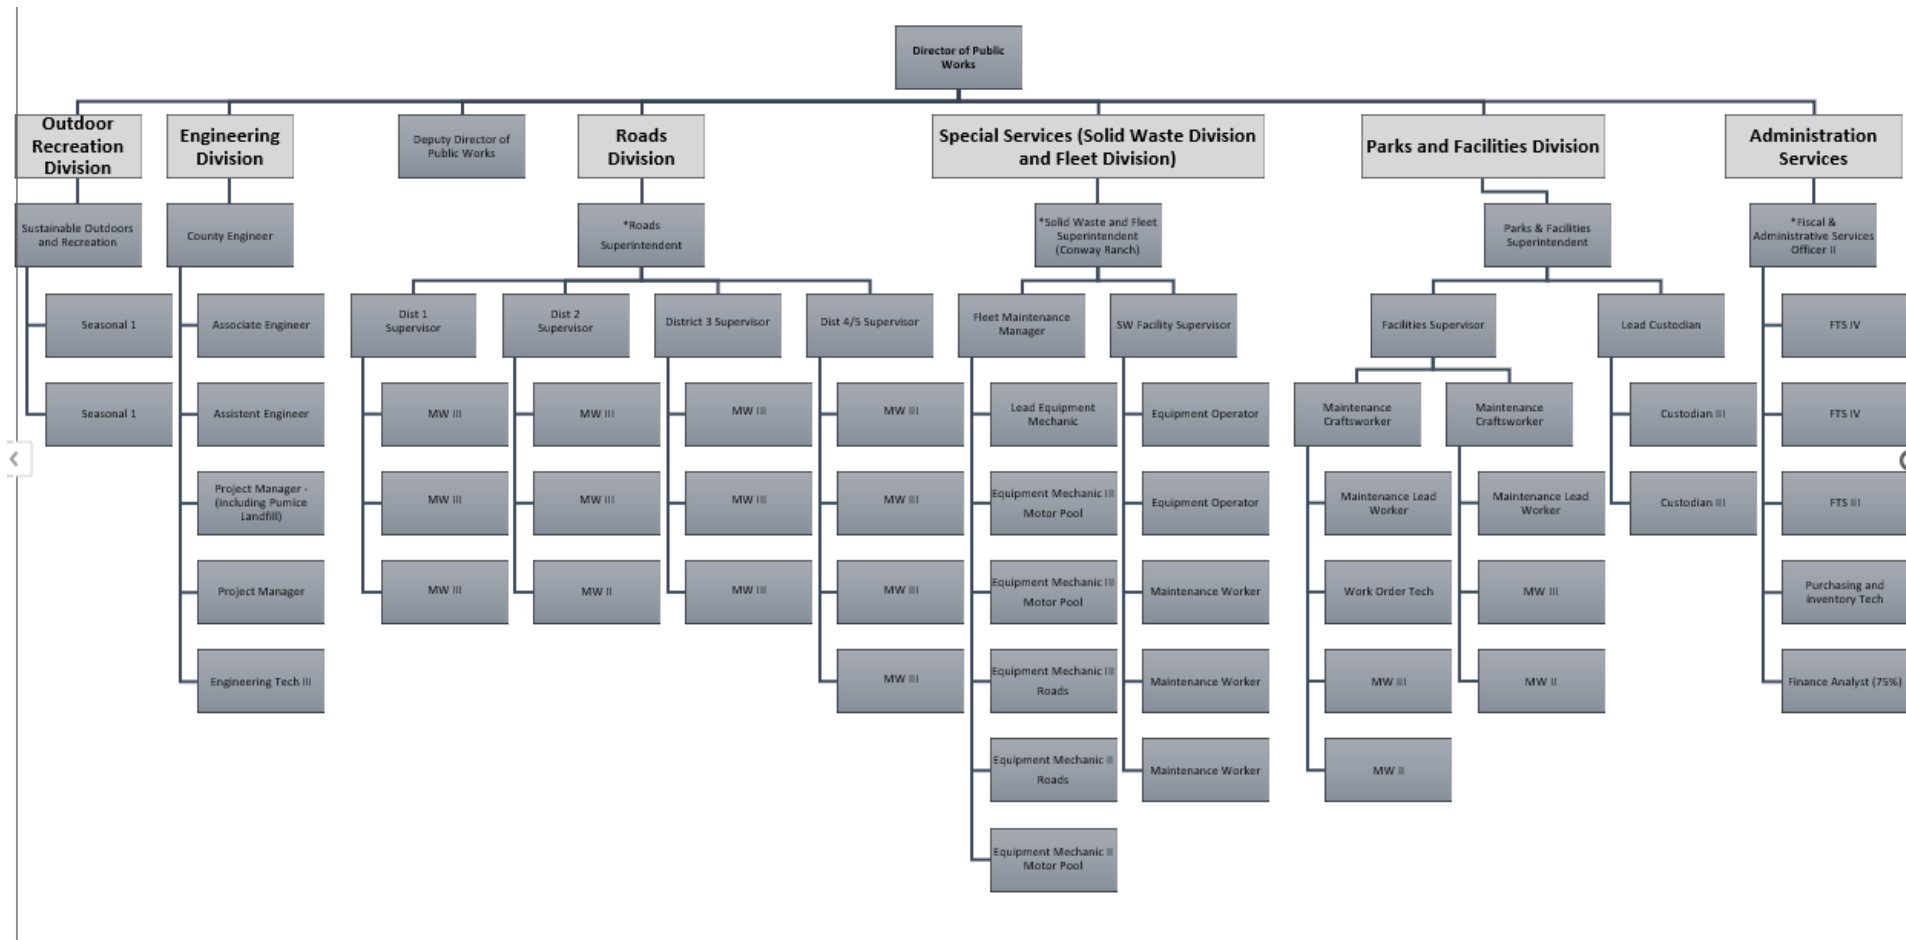 Director of Public
Works
Outdoor
Recreation
Division
Engineering
Division
Deputy Director of
Public Works
Roads
Division
Special Services (Solid Waste Division
and Fleet Division)
Parks and Facilities Division
Administration
Services
Sustainable Outdoors
and Recreation
County Engineer
*Roads
Superintendent
*Solid Waste and Fleet
Superintendent
(Conway Ranch)
Parks & Facilities
Superintendent
*Fiscal &
Administrative Services
Officer II
Seasonal 1
Associate Engineer
Dist 1
Supervisor
Dist 2
Supervisor
District 3 Supervisor
Dist 4/5 Supervisor
Fleet Maintenance
Manager
SW Facility Supervisor
Facilities Supervisor
Lead Custodian
FTS IV
Seasonal 1
Assistent Engineer
MW III
MW III
MW III
MW III
Lead Equipment
Mechanic
Equipment Operator
Maintenance
Craftsworker
Maintenance
Craftsworker
Custodian III
FTS IV
Project Manager -
(including Pumice
Landfill)
MW III
MW III
MW III
MW III
Equipment Mechanic III
Motor Pool
Equipment Operator
Maintenance Lead
Worker
Maintenance Lead
Worker
Custodian III
FTS III
Project Manager
MW III
MW II
MW III
MW III
Equipment Mechanic III
Motor Pool
Maintenance Worker
Work Order Tech
MW III
Purchasing and
inventory Tech
Engineering Tech III
MW III
Equipment Mechanic III
Roads
Maintenance Worker
MW III
MW II
Finance Analyst (75%)
Equipment Mechanic II
Roads
Maintenance Worker
MW II
Equipment Mechanic II
Motor Pool